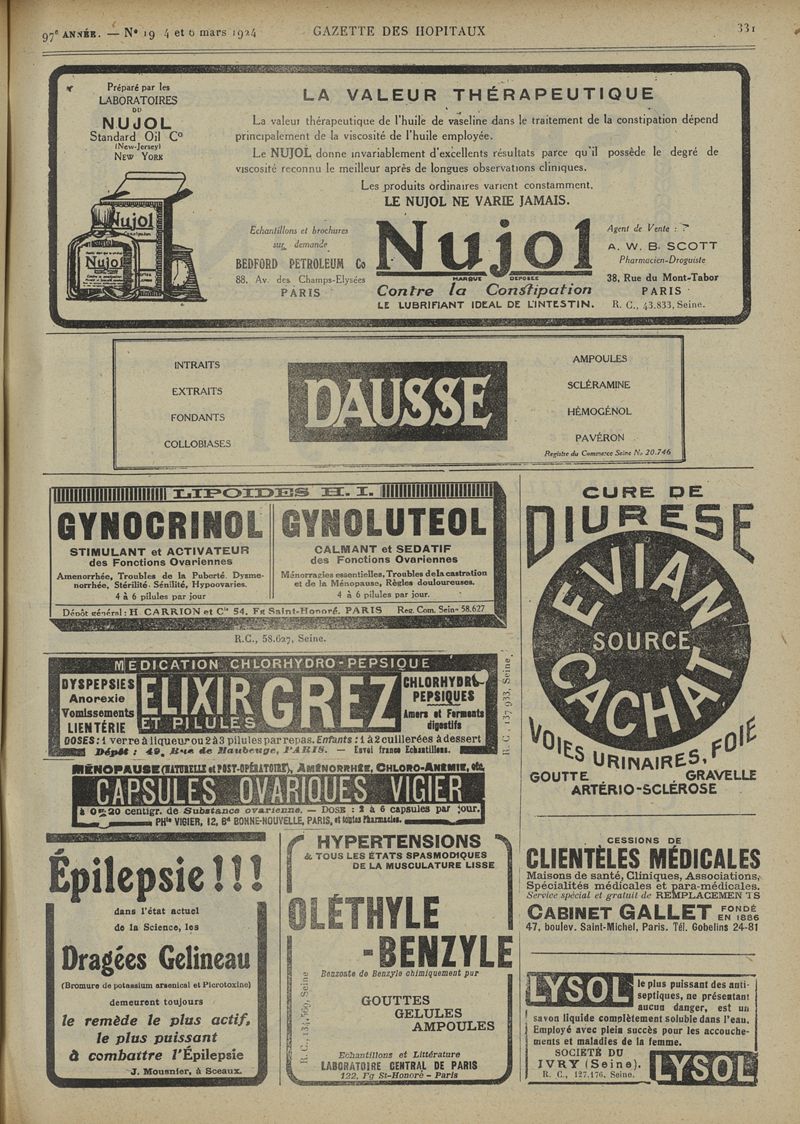 97e ANNÉE. — N° 19 4 et 6 mars 1924
GAZETTE DES HOPITAUX
331
Préparé par les
LABORATOIRES
DU
NUJOL
Standard Oil Co
(New-Jersey)
NEW YORK
LA VALEUR THÉRAPEUTIQUE
La valeur thérapeutique de l'huile de vaseline dans le traitement de la constipation dépend
principalement de la viscosité de l'huile employée.
Le NUJOL donne invariablement d'excellents résultats parce qu'il possède le degré de
viscosité reconnu le meilleur après de longues observations cliniques.
Les produits ordinaires varient constamment.
LE NUJOL NE VARIE JAMAIS.
Nujol
Nujol
Echantillons et brochures
sur demande
BEDFORD PETROLEUM Co
88, Av. des Champs-Elysées
PARIS
Nujol
MARQUE DÉPOSÉE
Contre la Constipation
LE LUBRIFIANT IDEAL DE L'INTESTIN.
Agent de Vente :
A. W. B. SCOTT
Pharmacien-Droguiste
38, Rue du Mont-Tabor
PARIS
R. C., 43.833, Seine.
INTRAITS
EXTRAITS
FONDANTS
COLLOBIASES
DAUSSE
AMPOULES
SCLÉRAMINE
HÉMOGÉNOL
PAVÉRON
Registre du Commerce Seine No 20.746
LIPOIDES H. I.
GYNOCRINOL
STIMULANT et ACTIVATEUR
des Fonctions Ovariennes
Amenorrhée, Troubles de la Puberté, Dysme-
norrhée, Stérilité, Sénilité, Hypoovaries.
4 à 6 pilules par jour
GYNOLUTEOL
CALMANT et SEDATIF
des Fonctions Ovariennes
Ménorragies essentielles, Troubles de la castration
et de la Ménopause, Règles douloureuses.
4 à 6 pilules par jour.
Dépôt général : H. CARRION et Cie 54, Fg Saint-Honoré, PARIS Reg. Com. Seine 58.627
R.C., 58.627, Seine.
MÉDICATION CHLORHYDRO-PEPSIQUE
DYSPEPSIES
Anorexie
Vomissements
LIENTÉRIE
ELIXIR GREZ
ET PILULES
CHLORHYDRO
PEPSIQUES
Amers et Ferments
digestifs
DOSES : 1 verre à liqueur ou 2 à 3 pilules par repas. Enfants : 1 à 2 cuillerées à dessert
Dépôt : 49, Rue de Maubeuge, PARIS. — Envoi franco Echantillons.
R. C., 137 933, Seine.
MÉNOPAUSE (NATURELLE et POST-OPÉRATOIRE), AMÉNORRHÉE, CHLORO-ANÉMIE, etc.
CAPSULES OVARIQUES VIGIER
à 0gr20 centigr. de Substance ovarienne. — DOSE : 2 à 6 capsules par jour.
PHie VIGIER, 12, Bd BONNE-NOUVELLE, PARIS, et toutes Pharmacies.
Épilepsie !!!
dans l'état actuel
de la Science, les
Dragées Gelineau
(Bromure de potassium arsenical et Picrotoxine)
demeurent toujours
le remède le plus actif,
le plus puissant
à combattre l'Épilepsie
J. Mousnier, à Sceaux.
HYPERTENSIONS
& TOUS LES ÉTATS SPASMODIQUES
DE LA MUSCULATURE LISSE
OLÉTHYLE
-BENZYLE
Benzoate de Benzyle chimiquement pur
GOUTTES
GELULES
AMPOULES
R. C., 134,569, Seine
Echantillons et Littérature
LABORATOIRE CENTRAL DE PARIS
122, Fg St-Honoré - Paris
CURE DE
DIURESE
EVIAN
SOURCE
CACHAT
VOIES URINAIRES, FOIE
GOUTTE GRAVELLE
ARTÉRIO-SCLÉROSE
CESSIONS DE
CLIENTÈLES MÉDICALES
Maisons de santé, Cliniques, Associations,
Spécialités médicales et para-médicales.
Service spécial et gratuit de REMPLACEMENTS
CABINET GALLET FONDÉ EN 1886
47, boulev. Saint-Michel, Paris. Tél. Gobelins 24-81
LYSOL
le plus puissant des anti-
septiques, ne présentant
aucun danger, est un
savon liquide complètement soluble dans l'eau.
Employé avec plein succès pour les accouche-
ments et maladies de la femme.
SOCIÉTÉ DU
IVRY (Seine).
R. C., 127.176, Seine.
LYSOL